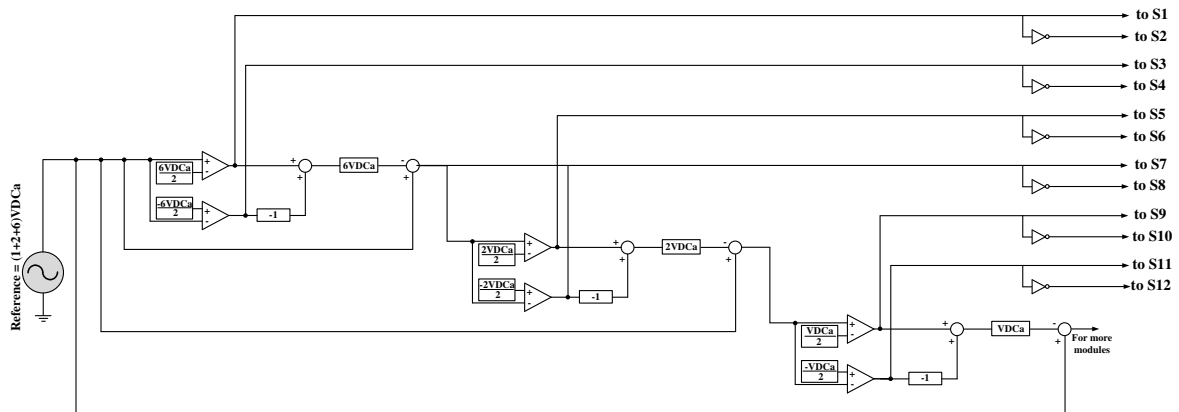 to S1
to S2
to S3
to S4
to S5
to S6
to S7
to S8
to S9
to S10
to S11
to S12
Reference = (1+2+6)VDCa
6VDCa
2
+
-
-6VDCa
2
+
-
-1
+
+
6VDCa
-
+
2VDCa
2
+
-
-2VDCa
2
+
-
-1
+
+
2VDCa
-
+
VDCa
2
+
-
-VDCa
2
+
-
-1
+
+
VDCa
-
+
For more
modules